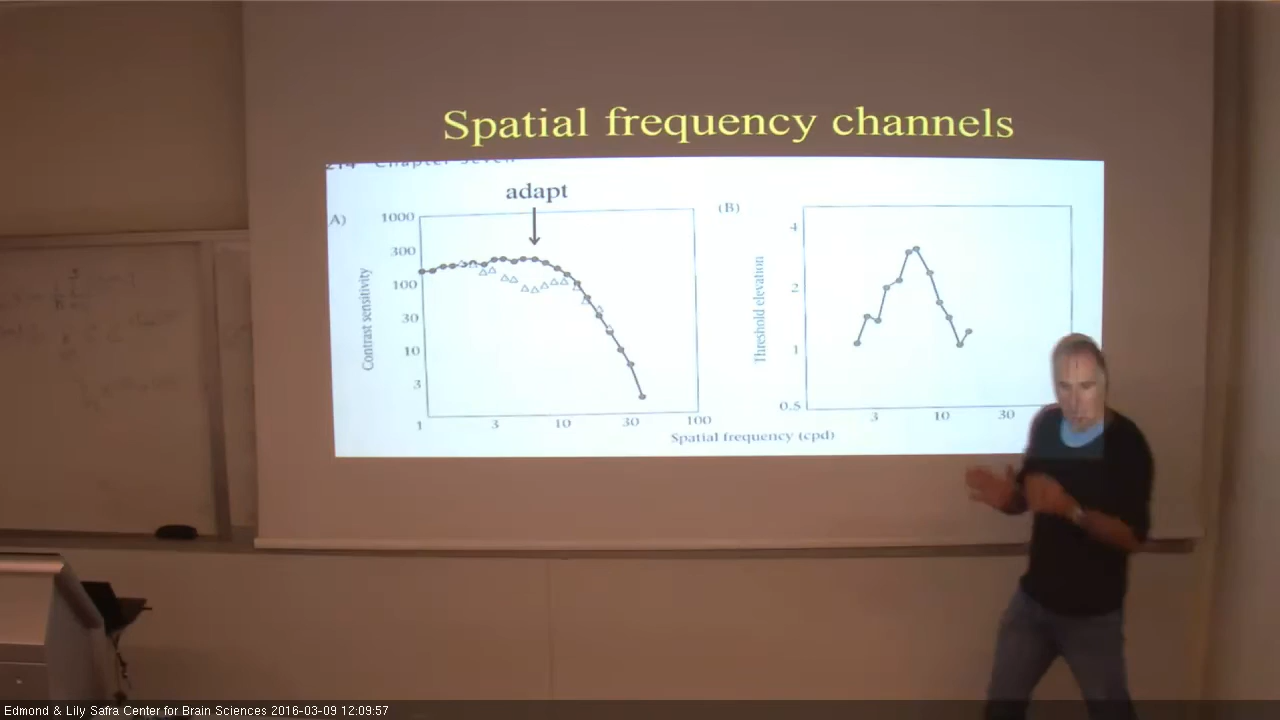 Spatial frequency channels
adapt
A)
1000
300
100
30
10
3
1
3
10
30
100
Contrast sensitivity
(B)
4
2
1
0.5
3
10
30
Threshold elevation
Spatial frequency (cpd)
Edmond & Lily Safra Center for Brain Sciences 2016-03-09 12:09:57